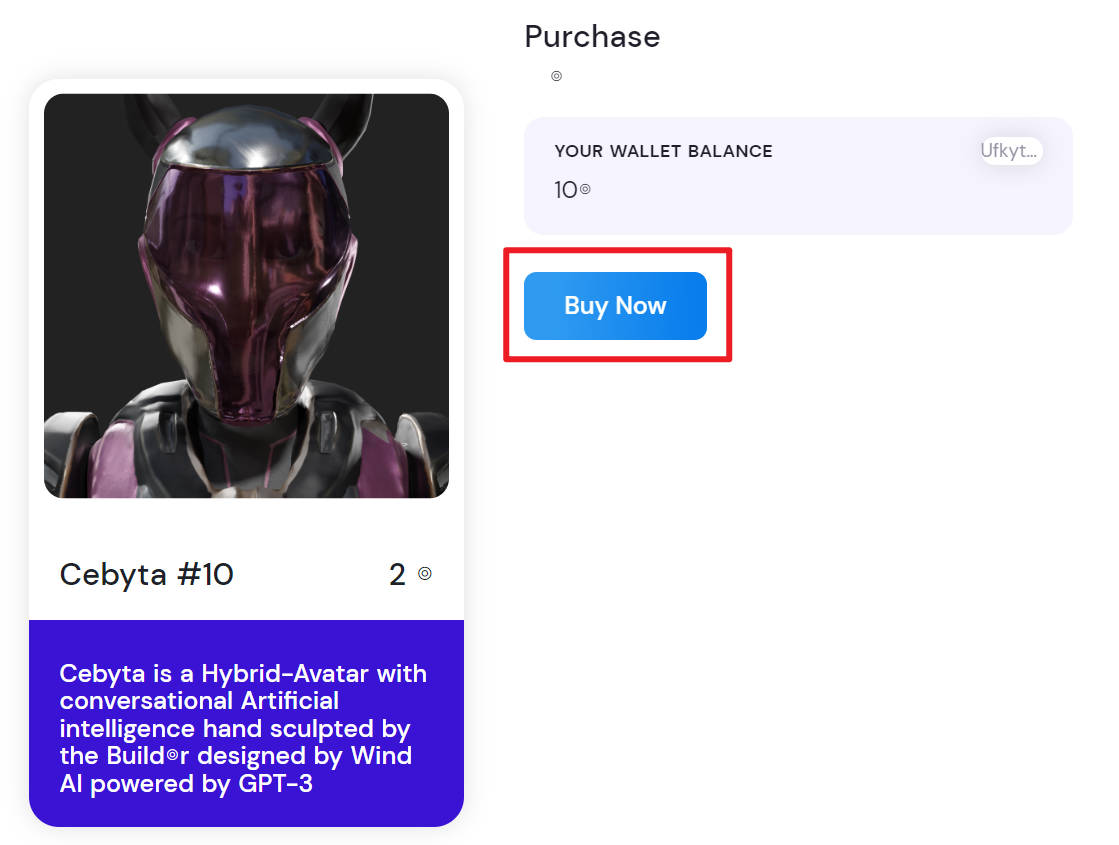 Purchase
◎
YOUR WALLET BALANCE
Ufkyt...
10◎
Buy Now
Cebyta #10
2 ◎
Cebyta is a Hybrid-Avatar with
conversational Artificial
intelligence hand sculpted by
the Build◎r designed by Wind
AI powered by GPT-3